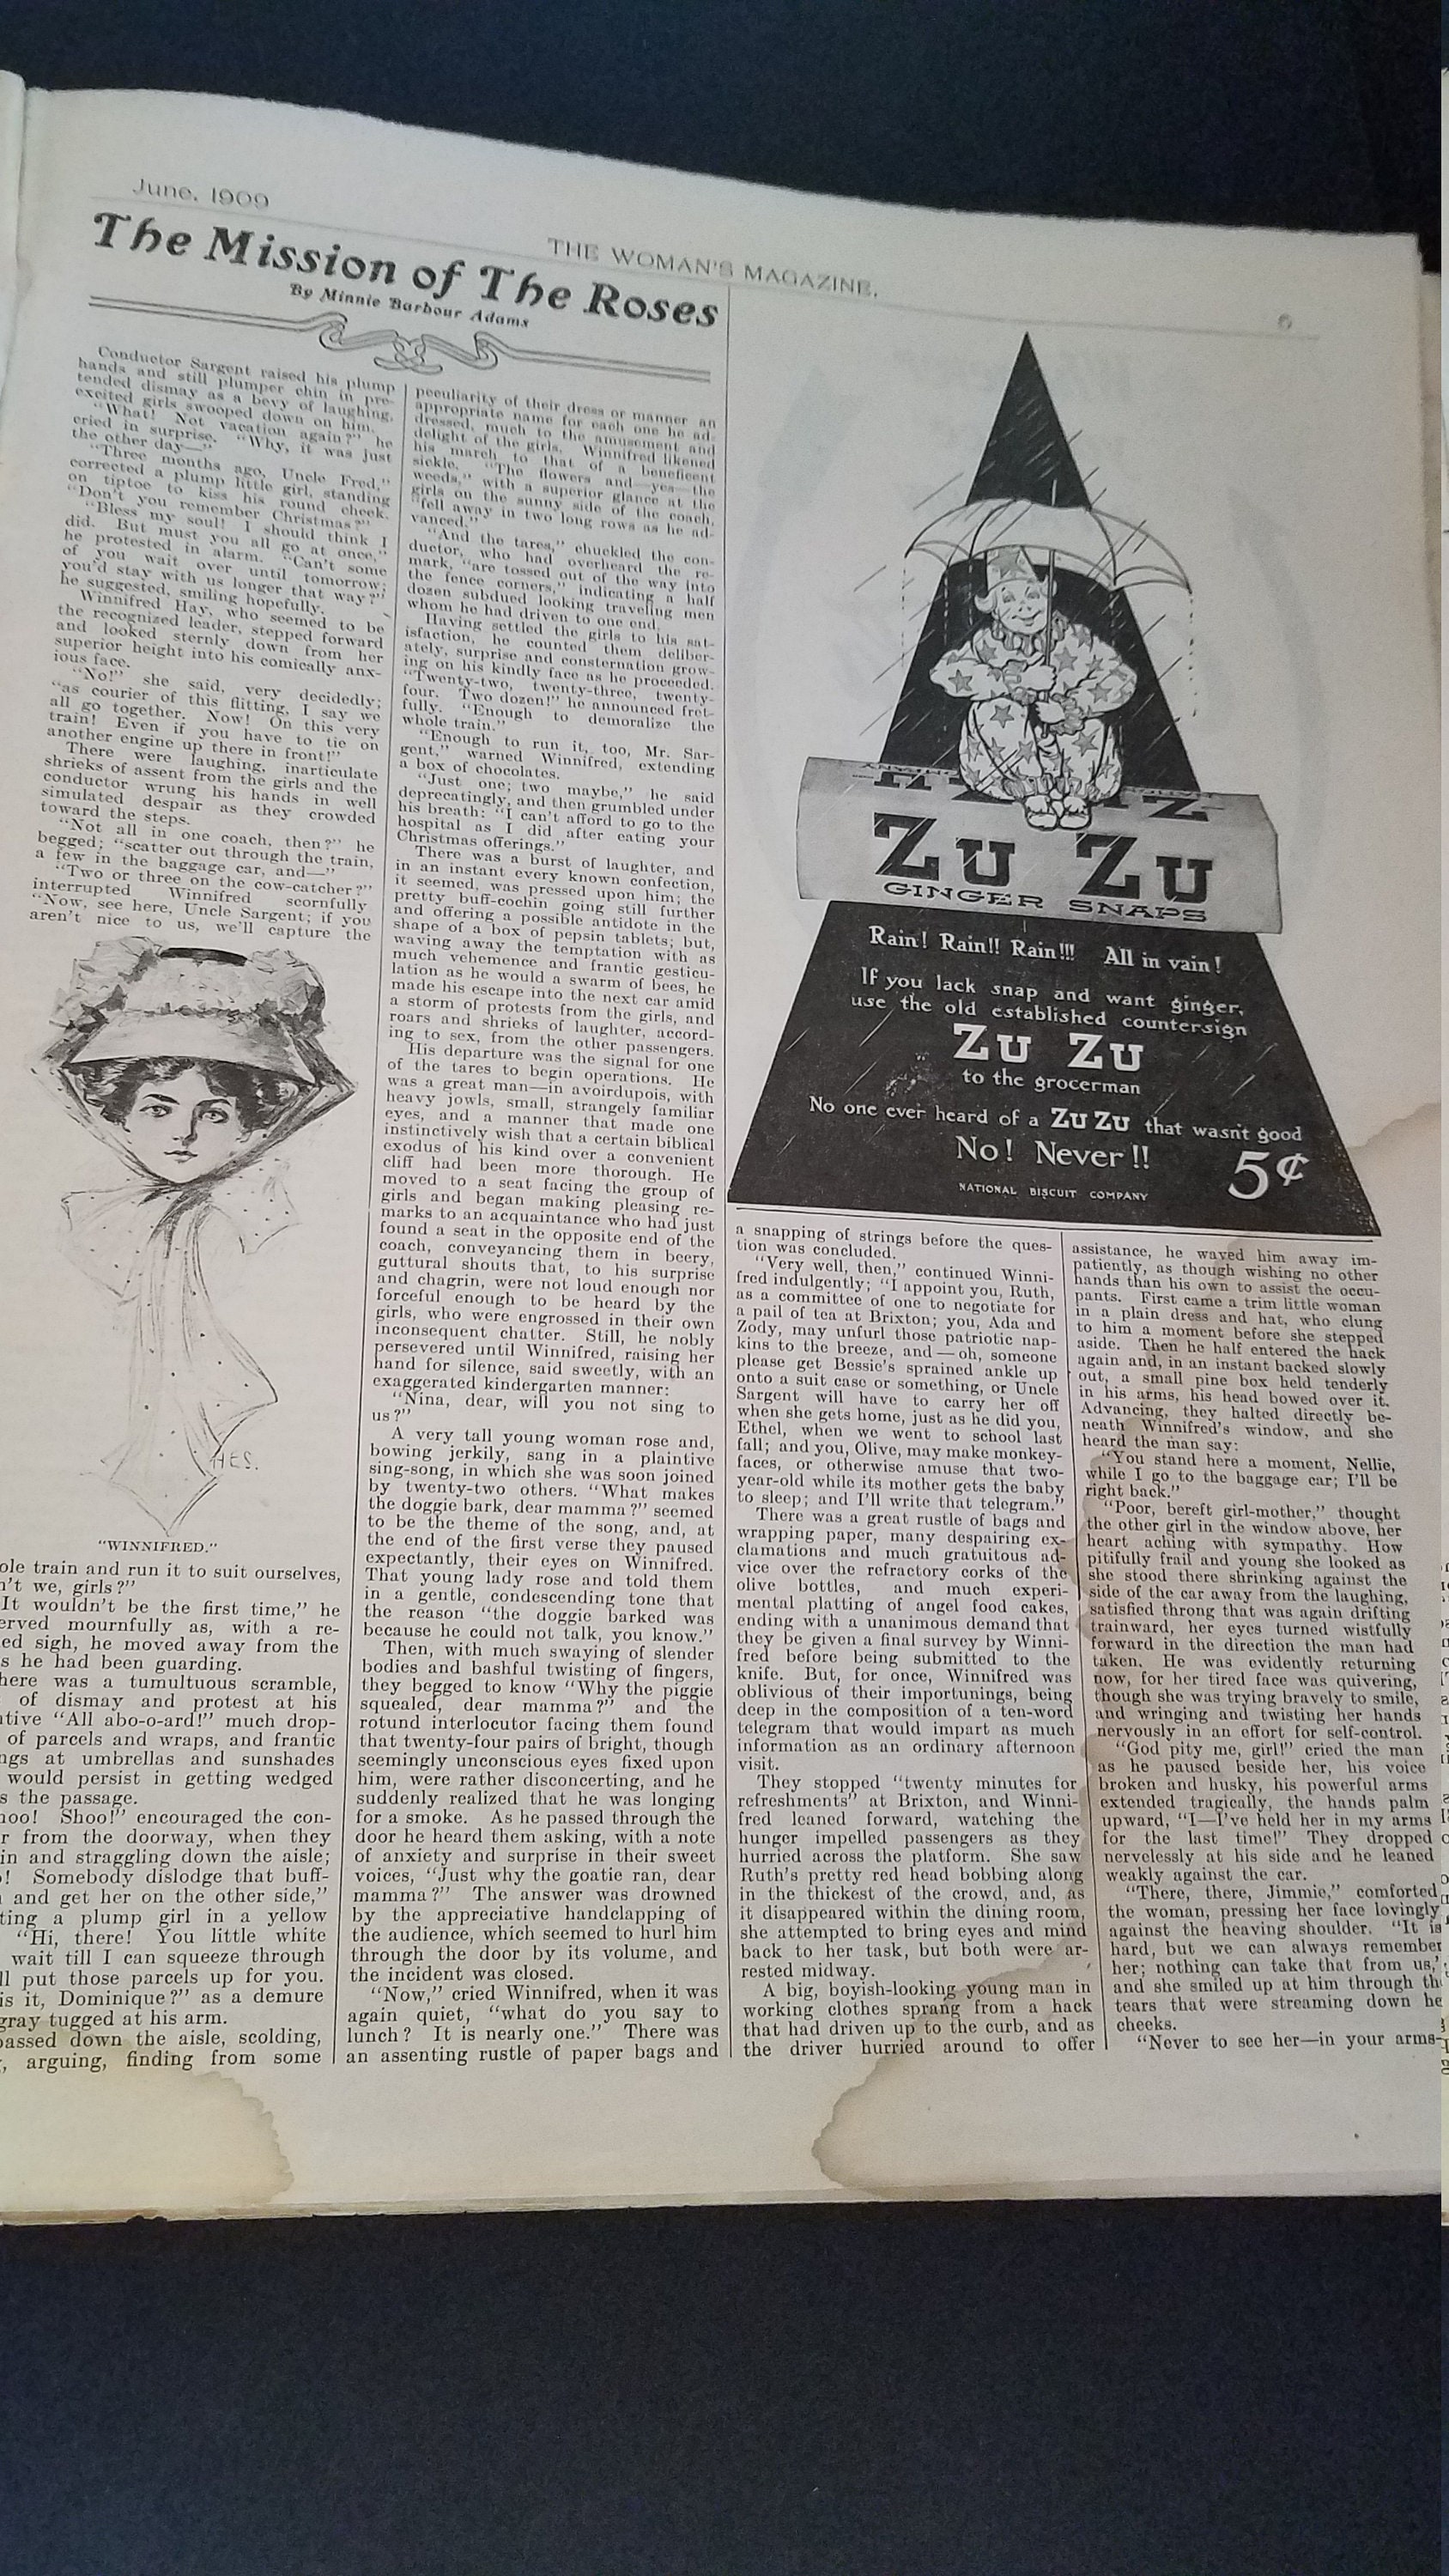 June, 1909
THE WOMAN'S MAGAZINE.
The Mission of The Roses
By Minnie Barbour Adams
Conductor Sargent raised his plump
hands and still plumper chin in pre-
tended dismay as a bevy of laughing,
excited girls swooped down on him.
"What! Not vacation again?" he
cried in surprise. "Why, it was just
the other day—"
"Three months ago, Uncle Fred,"
corrected a plump little girl, standing
on tiptoe to kiss his round cheek.
"Don't you remember Christmas?"
"Bless my soul! I should think I
did. But must you all go at once,"
he protested in alarm. "Can't some
of you wait over until tomorrow;
you'd stay with us longer that way?"
he suggested, smiling hopefully.
Winnifred Hay, who seemed to be
the recognized leader, stepped forward
and looked sternly down from her
superior height into his comically anx-
ious face.
"No!" she said, very decidedly;
"as courier of this flitting, I say we
all go together. Now! On this very
train! Even if you have to tie on
another engine up there in front!"
There were laughing, inarticulate
shrieks of assent from the girls and the
conductor wrung his hands in well
simulated despair as they crowded
toward the steps.
"Not all in one coach, then?" he
begged; "scatter out through the train,
a few in the baggage car, and—"
"Two or three on the cow-catcher?"
interrupted Winnifred scornfully
"Now, see here, Uncle Sargent; if you
aren't nice to us, we'll capture the
HES.
"WINNIFRED."
ole train and run it to suit ourselves,
n't we, girls?"
It wouldn't be the first time," he
erved mournfully as, with a re-
ed sigh, he moved away from the
s he had been guarding.
here was a tumultuous scramble,
of dismay and protest at his
ative "All abo-o-ard!" much drop-
of parcels and wraps, and frantic
ngs at umbrellas and sunshades
would persist in getting wedged
s the passage.
hoo! Shoo!" encouraged the con-
r from the doorway, when they
in and straggling down the aisle;
o! Somebody dislodge that buff-
and get her on the other side,"
ting a plump girl in a yellow
"Hi, there! You little white
wait till I can squeeze through
ll put those parcels up for you.
is it, Dominique?" as a demure
gray tugged at his arm.
passed down the aisle, scolding,
, arguing, finding from some
peculiarity of their dress or manner an
appropriate name for each one he ad-
dressed, much to the amusement and
delight of the girls. Winnifred likened
his march to that of a beneficent
sickle. "The flowers and—yes—the
weeds," with a superior glance at the
girls on the sunny side of the coach,
"fell away in two long rows as he ad-
vanced."
"And the tares," chuckled the con-
ductor, who had overheard the re-
mark, "are tossed out of the way into
the fence corners," indicating a half
dozen subdued looking traveling men
whom he had driven to one end.
Having settled the girls to his sat-
isfaction, he counted them deliber-
ately, surprise and consternation grow-
ing on his kindly face as he proceeded.
"Twenty-two, twenty-three, twenty-
four. Two dozen!" he announced fret-
fully. "Enough to demoralize the
whole train."
"Enough to run it, too, Mr. Sar-
gent," warned Winnifred, extending
a box of chocolates.
"Just one; two maybe," he said
deprecatingly, and then grumbled under
his breath: "I can't afford to go to the
hospital as I did after eating your
Christmas offerings."
There was a burst of laughter, and
in an instant every known confection,
it seemed, was pressed upon him; the
pretty buff-cochin going still further
and offering a possible antidote in the
shape of a box of pepsin tablets; but,
waving away the temptation with as
much vehemence and frantic gesticu-
lation as he would a swarm of bees, he
made his escape into the next car amid
a storm of protests from the girls, and
roars and shrieks of laughter, accord-
ing to sex, from the other passengers.
His departure was the signal for one
of the tares to begin operations. He
was a great man—in avoirdupois, with
heavy jowls, small, strangely familiar
eyes, and a manner that made one
instinctively wish that a certain biblical
exodus of his kind over a convenient
cliff had been more thorough. He
moved to a seat facing the group of
girls and began making pleasing re-
marks to an acquaintance who had just
found a seat in the opposite end of the
coach, conveyancing them in beery,
guttural shouts that, to his surprise
and chagrin, were not loud enough nor
forceful enough to be heard by the
girls, who were engrossed in their own
inconsequent chatter. Still, he nobly
persevered until Winnifred, raising her
hand for silence, said sweetly, with an
exaggerated kindergarten manner:
"Nina, dear, will you not sing to
us?"
A very tall young woman rose and,
bowing jerkily, sang in a plaintive
sing-song, in which she was soon joined
by twenty-two others. "What makes
the doggie bark, dear mamma?" seemed
to be the theme of the song, and, at
the end of the first verse they paused
expectantly, their eyes on Winnifred.
That young lady rose and told them
in a gentle, condescending tone that
the reason "the doggie barked was
because he could not talk, you know."
Then, with much swaying of slender
bodies and bashful twisting of fingers,
they begged to know "Why the piggie
squealed, dear mamma?" and the
rotund interlocutor facing them found
that twenty-four pairs of bright, though
seemingly unconscious eyes fixed upon
him, were rather disconcerting, and he
suddenly realized that he was longing
for a smoke. As he passed through the
door he heard them asking, with a note
of anxiety and surprise in their sweet
voices, "Just why the goatie ran, dear
mamma?" The answer was drowned
by the appreciative handclapping of
the audience, which seemed to hurl him
through the door by its volume, and
the incident was closed.
"Now," cried Winnifred, when it was
again quiet, "what do you say to
lunch? It is nearly one." There was
an assenting rustle of paper bags and
ZU ZU
GINGER SNAPS
Rain! Rain!! Rain!!! All in vain!
If you lack snap and want ginger,
use the old established countersign
ZU ZU
to the grocerman
No one ever heard of a ZU ZU that wasn't good
No! Never!!
5¢
NATIONAL BISCUIT COMPANY
a snapping of strings before the ques-
tion was concluded.
"Very well, then," continued Winni-
fred indulgently; "I appoint you, Ruth,
as a committee of one to negotiate for
a pail of tea at Brixton; you, Ada and
Zody, may unfurl those patriotic nap-
kins to the breeze, and—oh, someone
please get Bessie's sprained ankle up
onto a suit case or something, or Uncle
Sargent will have to carry her off
when she gets home, just as he did you,
Ethel, when we went to school last
fall; and you, Olive, may make monkey-
faces, or otherwise amuse that two-
year-old while its mother gets the baby
to sleep; and I'll write that telegram."
There was a great rustle of bags and
wrapping paper, many despairing ex-
clamations and much gratuitous ad-
vice over the refractory corks of the
olive bottles, and much experi-
mental platting of angel food cakes,
ending with a unanimous demand that
they be given a final survey by Winni-
fred before being submitted to the
knife. But, for once, Winnifred was
oblivious of their importunings, being
deep in the composition of a ten-word
telegram that would impart as much
information as an ordinary afternoon
visit.
They stopped "twenty minutes for
refreshments" at Brixton, and Winni-
fred leaned forward, watching the
hunger impelled passengers as they
hurried across the platform. She saw
Ruth's pretty red head bobbing along
in the thickest of the crowd, and, as
it disappeared within the dining room,
she attempted to bring eyes and mind
back to her task, but both were ar-
rested midway.
A big, boyish-looking young man in
working clothes sprang from a hack
that had driven up to the curb, and as
the driver hurried around to offer
assistance, he waved him away im-
patiently, as though wishing no other
hands than his own to assist the occu-
pants. First came a trim little woman
in a plain dress and hat, who clung
to him a moment before she stepped
aside. Then he half entered the hack
again and, in an instant backed slowly
out, a small pine box held tenderly
in his arms, his head bowed over it.
Advancing, they halted directly be-
neath Winnifred's window, and she
heard the man say:
"You stand here a moment, Nellie,
while I go to the baggage car; I'll be
right back."
"Poor, bereft girl-mother," thought
the other girl in the window above, her
heart aching with sympathy. How
pitifully frail and young she looked as
she stood there shrinking against the
side of the car away from the laughing,
satisfied throng that was again drifting
trainward, her eyes turned wistfully
forward in the direction the man had
taken. He was evidently returning
now, for her tired face was quivering,
though she was trying bravely to smile,
and wringing and twisting her hands
nervously in an effort for self-control.
"God pity me, girl!" cried the man
as he paused beside her, his voice
broken and husky, his powerful arms
extended tragically, the hands palm
upward, "I—I've held her in my arms
for the last time!" They dropped
nervelessly at his side and he leaned
weakly against the car.
"There, there, Jimmie," comforted
the woman, pressing her face lovingly
against the heaving shoulder. "It is
hard, but we can always remember
her; nothing can take that from us,"
and she smiled up at him through th
tears that were streaming down he
cheeks.
"Never to see her—in your arms—